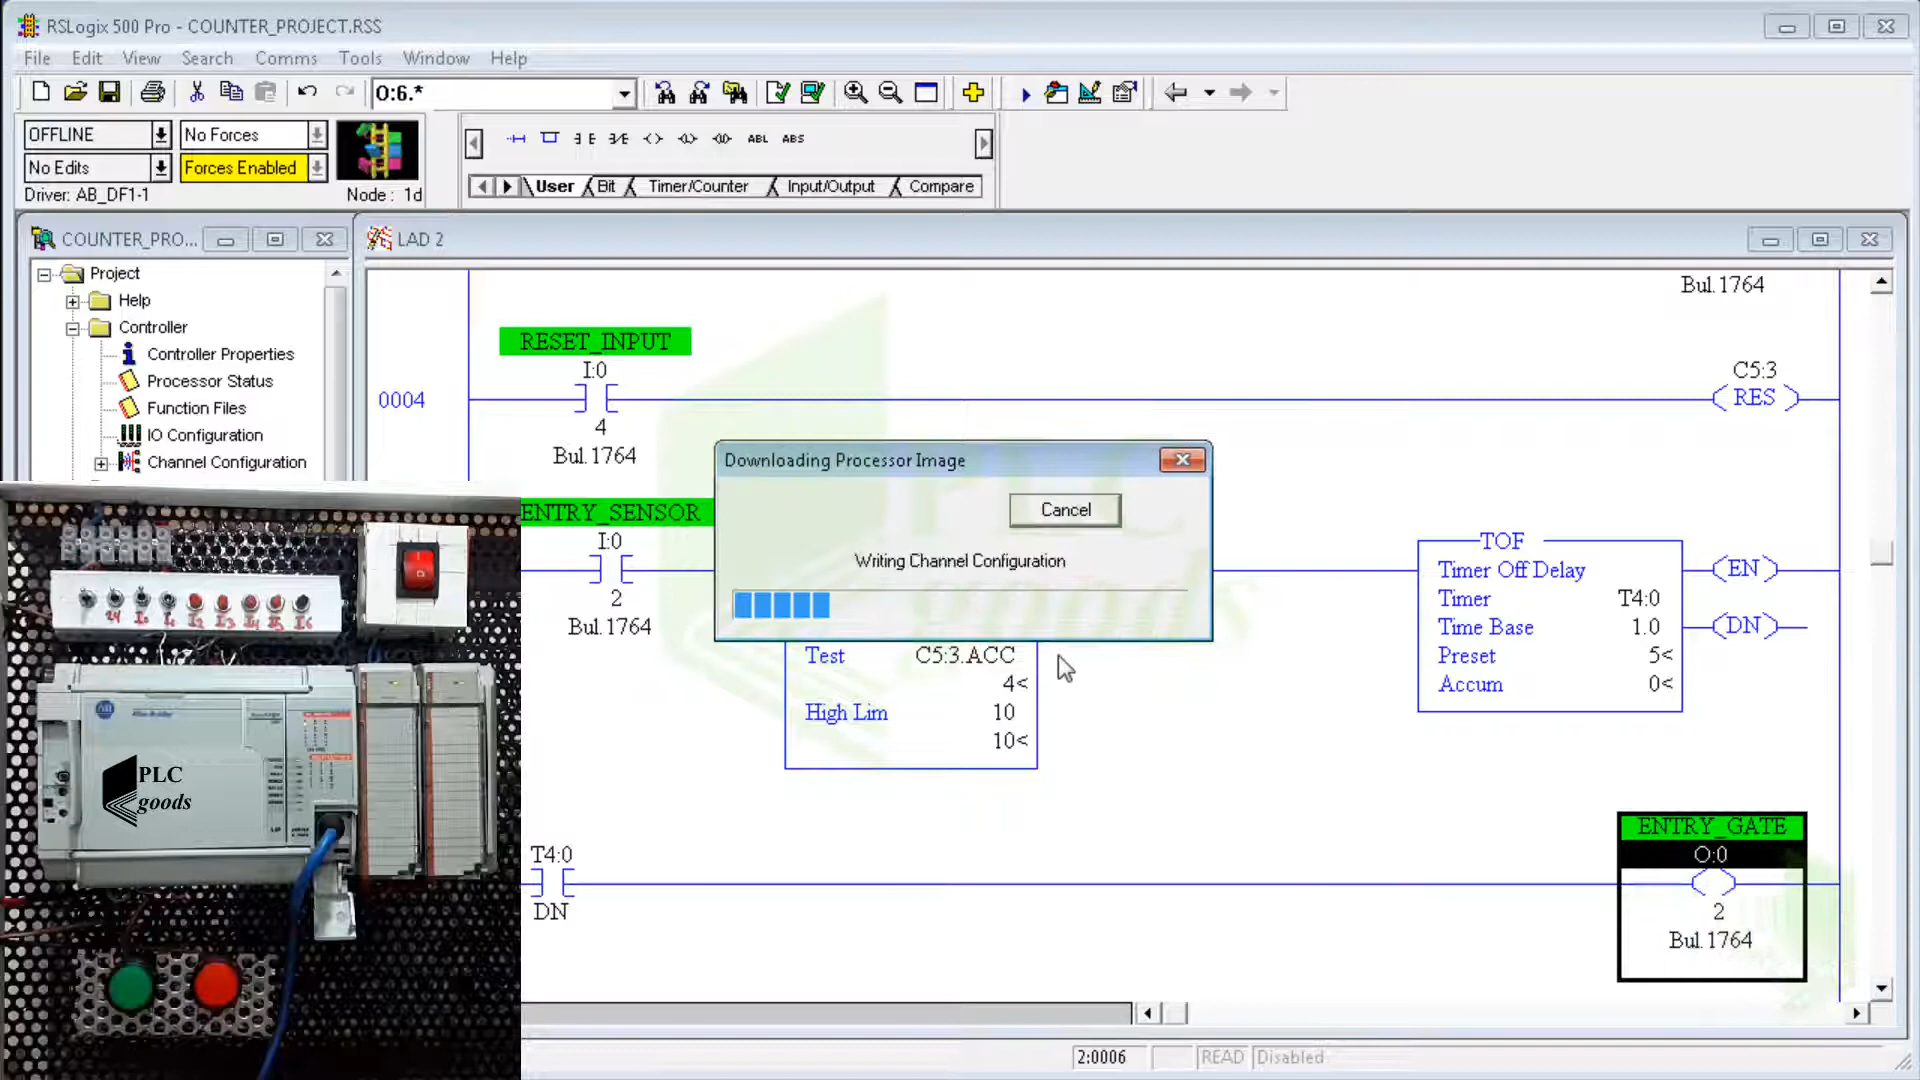 RSLogix 500 Pro - COUNTER_PROJECT.RSS
File Edit View Search Comms Tools Window Help
O:6.*
OFFLINE No Forces
No Edits Forces Enabled
Driver: AB_DF1-1 Node : 1d
ABL ABS
User Bit Timer/Counter Input/Output Compare
COUNTER_PRO...
LAD 2
Project
Help
Controller
Controller Properties
Processor Status
Function Files
IO Configuration
Channel Configuration
Bul.1764
RESET_INPUT
I:0
0004
4
Bul.1764
C5:3
RES
Downloading Processor Image
Cancel
Writing Channel Configuration
ENTRY_SENSOR
I:0
2
Bul.1764
Test C5:3.ACC
4<
High Lim 10
10<
TOF
Timer Off Delay
Timer T4:0
Time Base 1.0
Preset 5<
Accum 0<
EN
DN
T4:0
DN
ENTRY_GATE
O:0
2
Bul.1764
PLC
goods
2:0006 READ Disabled